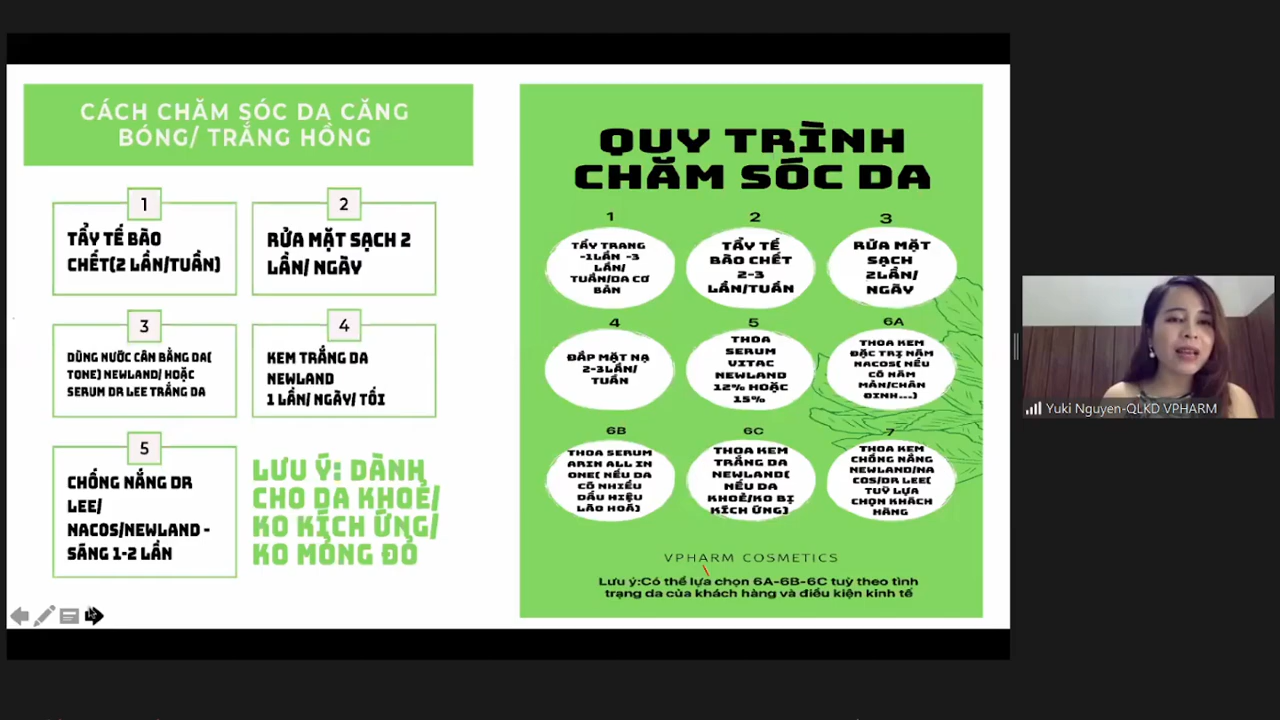 CÁCH CHĂM SÓC DA CĂNG
BÓNG/ TRẮNG HỒNG
1
TẨY TẾ BÀO
CHẾT(2 LẦN/TUẦN)
2
RỬA MẶT SẠCH 2
LẦN/ NGÀY
3
DÙNG NƯỚC CÂN BẰNG DA(
TONE) NEWLAND/ HOẶC
SERUM DR LEE TRẮNG DA
4
KEM TRẮNG DA
NEWLAND
1 LẦN/ NGÀY/ TỐI
5
CHỐNG NẮNG DR
LEE/
NACOS/NEWLAND -
SÁNG 1-2 LẦN
LƯU Ý: DÀNH
CHO DA KHOẺ/
KO KÍCH ỨNG/
KO MỎNG ĐỎ
QUY TRÌNH
CHĂM SÓC DA
1
TẨY TRANG
-1LẦN -3
LẦN/
TUẦN/DA CƠ
BẢN
2
TẨY TẾ
BÀO CHẾT
2-3
LẦN/TUẦN
3
RỬA MẶT
SẠCH
2LẦN/
NGÀY
4
ĐẮP MẶT NẠ
2-3LẦN/
TUẦN
5
THOA
SERUM
VITAC
NEWLAND
12% HOẶC
15%
6A
THOA KEM
ĐẶC TRỊ NÁM
NACOS( NẾU
CÓ NÁM
MẢN/CHÂN
ĐINH...)
6B
THOA SERUM
ARIN ALL IN
ONE( NẾU DA
CÓ NHIỀU
DẤU HIỆU
LÃO HOÁ)
6C
THOA KEM
TRẮNG DA
NEWLAND(
NẾU DA
KHOẺ/KO BỊ
KÍCH ỨNG)
7
THOA KEM
CHỐNG NẮNG
NEWLAND/NA
COS/DR LEE(
TUỲ LỰA
CHỌN KHÁCH
HÀNG
VPHARM COSMETICS
Lưu ý:Có thể lựa chọn 6A-6B-6C tuỳ theo tình
trạng da của khách hàng và điều kiện kinh tế
Yuki Nguyen-QLKD VPHARM